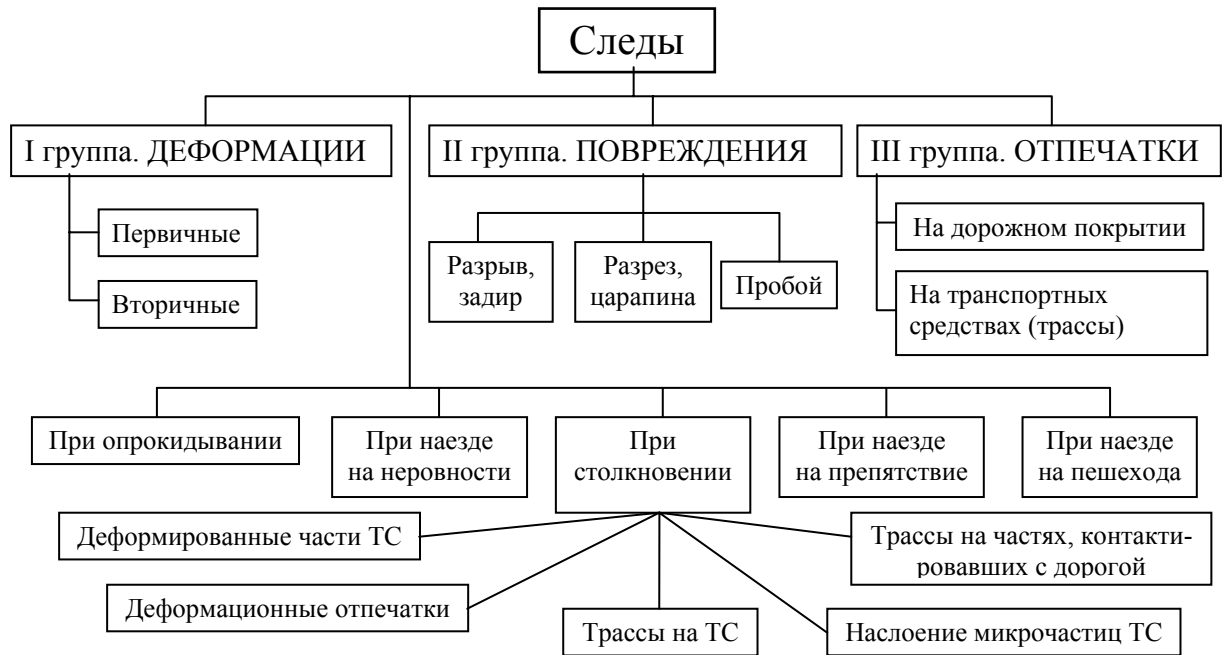 Следы
I группа. ДЕФОРМАЦИИ
II группа. ПОВРЕЖДЕНИЯ
III группа. ОТПЕЧАТКИ
Первичные
Вторичные
Разрыв,
задир
Разрез,
царапина
Пробой
На дорожном покрытии
На транспортных
средствах (трассы)
При опрокидывании
При наезде
на неровности
При
столкновении
При наезде
на препятствие
При наезде
на пешехода
Деформированные части ТС
Трассы на частях, контакти-
ровавших с дорогой
Деформационные отпечатки
Трассы на ТС
Наслоение микрочастиц ТС